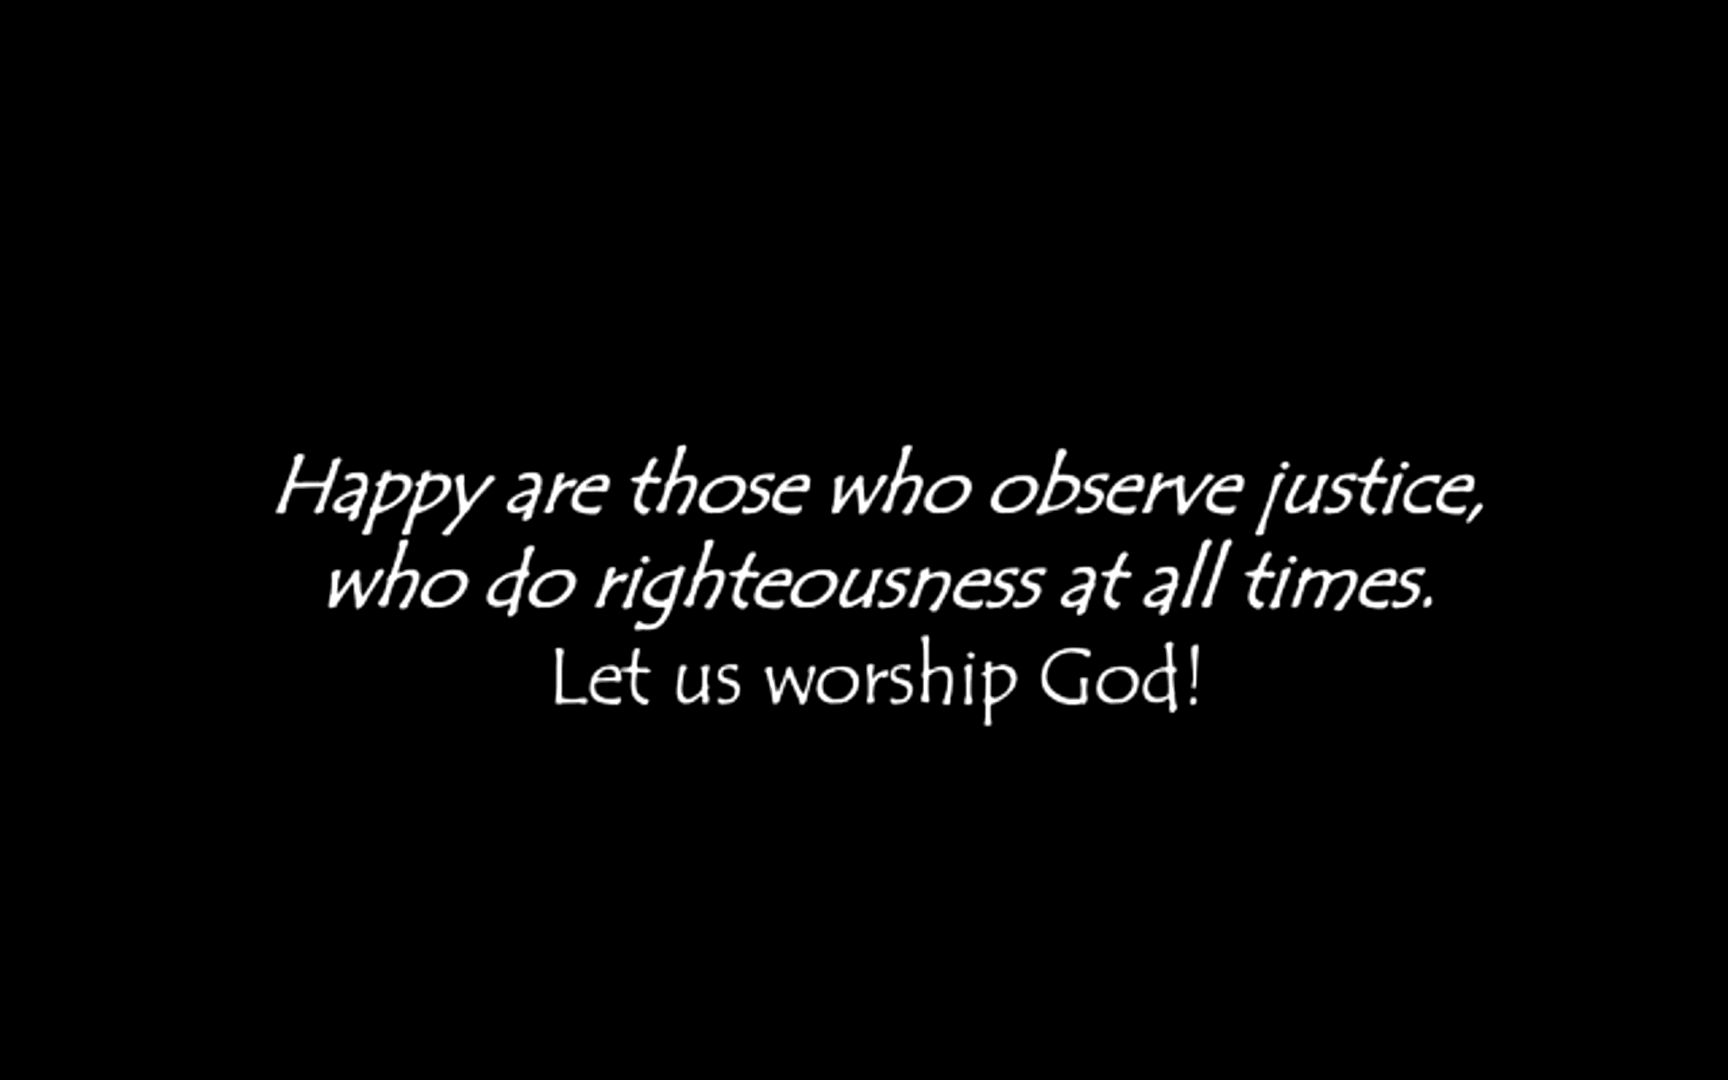 Happy are those who observe justice,
who do righteousness at all times.
Let us worship God!